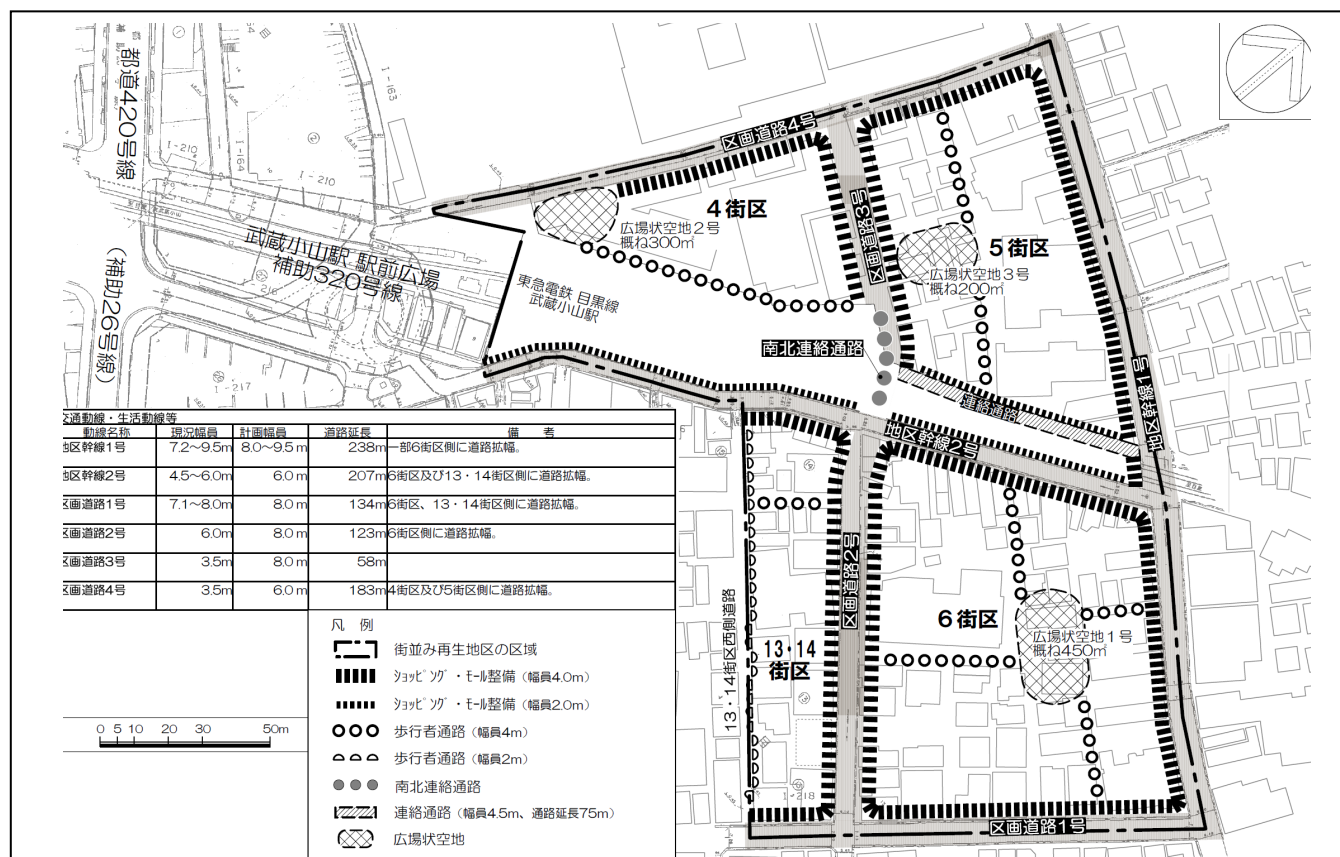 都道420号線
(補助26号線)
I-163
I-164
I-210
I-210
武蔵小山駅 駅前広場
補助320号線
216
I-217
東急電鉄 目黒線
武蔵小山駅
区画道路4号
4街区
広場状空地2号
概ね300㎡
区画道路3号
5街区
広場状空地3号
概ね200㎡
南北連絡通路
連絡通路
地区幹線1号
地区幹線2号
区画道路2号
6街区
広場状空地1号
概ね450㎡
13・14
街区
13・14街区西側道路
I-218
区画道路1号
交通動線・生活動線等
動線名称 現況幅員 計画幅員 道路延長 備 考
地区幹線1号 7.2~9.5m 8.0~9.5m 238m 一部6街区側に道路拡幅。
地区幹線2号 4.5~6.0m 6.0m 207m 6街区及び13・14街区側に道路拡幅。
区画道路1号 7.1~8.0m 8.0m 134m 6街区、13・14街区側に道路拡幅。
区画道路2号 6.0m 8.0m 123m 6街区側に道路拡幅。
区画道路3号 3.5m 8.0m 58m
区画道路4号 3.5m 6.0m 183m 4街区及び5街区側に道路拡幅。
凡 例
街並み再生地区の区域
ショッピング・モール整備(幅員4.0m)
ショッピング・モール整備(幅員2.0m)
歩行者通路(幅員4m)
歩行者通路(幅員2m)
南北連絡通路
連絡通路(幅員4.5m、通路延長75m)
広場状空地
0 5 10 20 30 50m